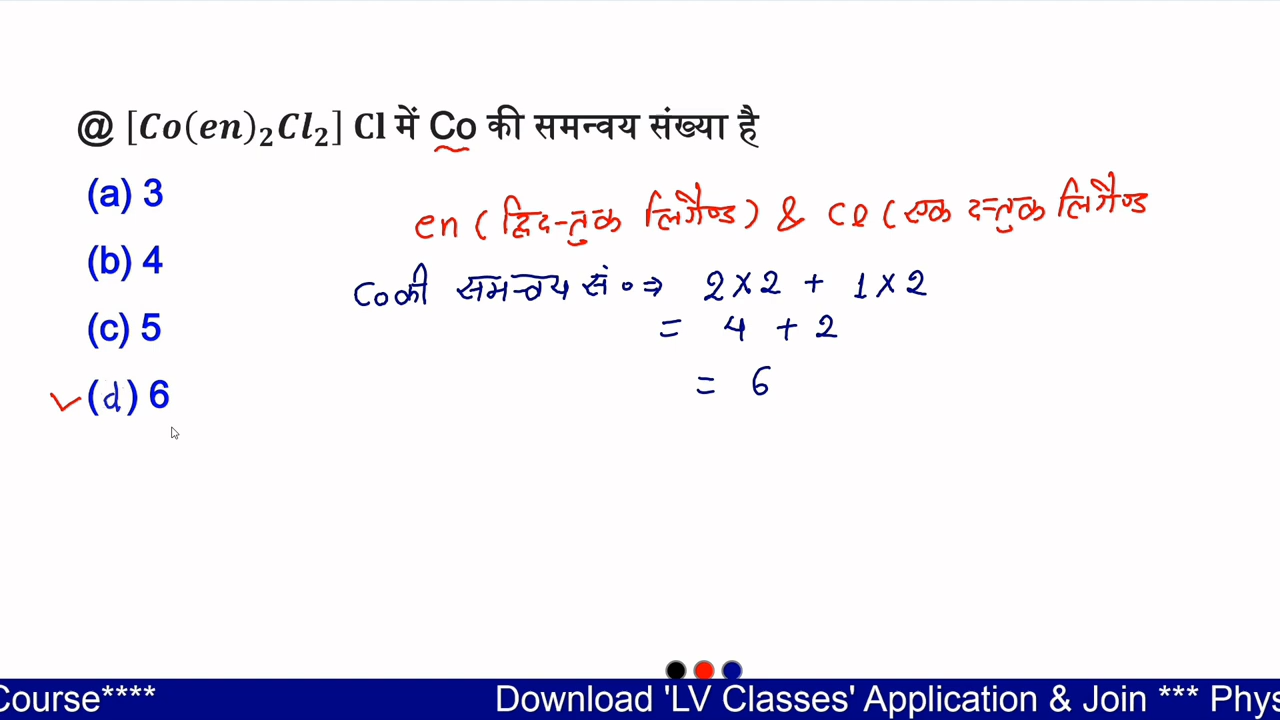 @ [Co(en)₂Cl₂] Cl में Co की समन्वय संख्या है
(a) 3
(b) 4
(c) 5
(d) 6
en ( द्विदन्तुक लिगैण्ड ) & Cl ( एक दन्तुक लिगैण्ड
Co की समन्वय सं० ⇒ 2×2 + 1×2
= 4 + 2
= 6
Course**** Download 'LV Classes' Application & Join *** Phys